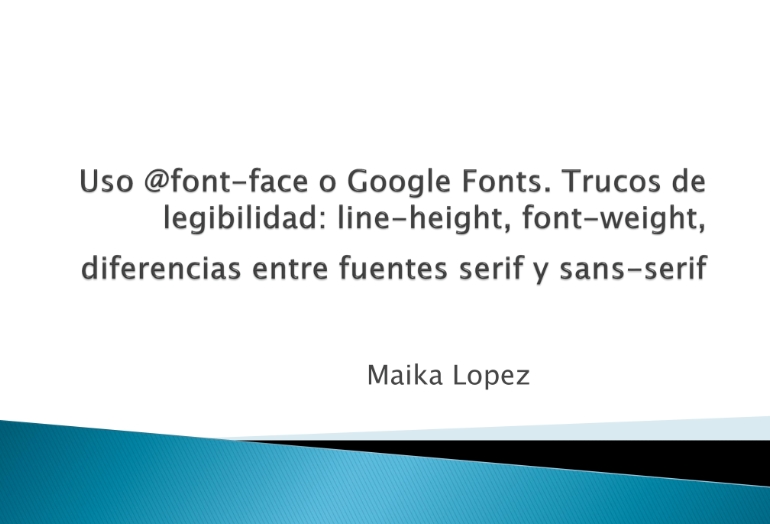 Uso @font-face o Google Fonts. Trucos de
legibilidad: line-height, font-weight,
diferencias entre fuentes serif y sans-serif
Maika Lopez